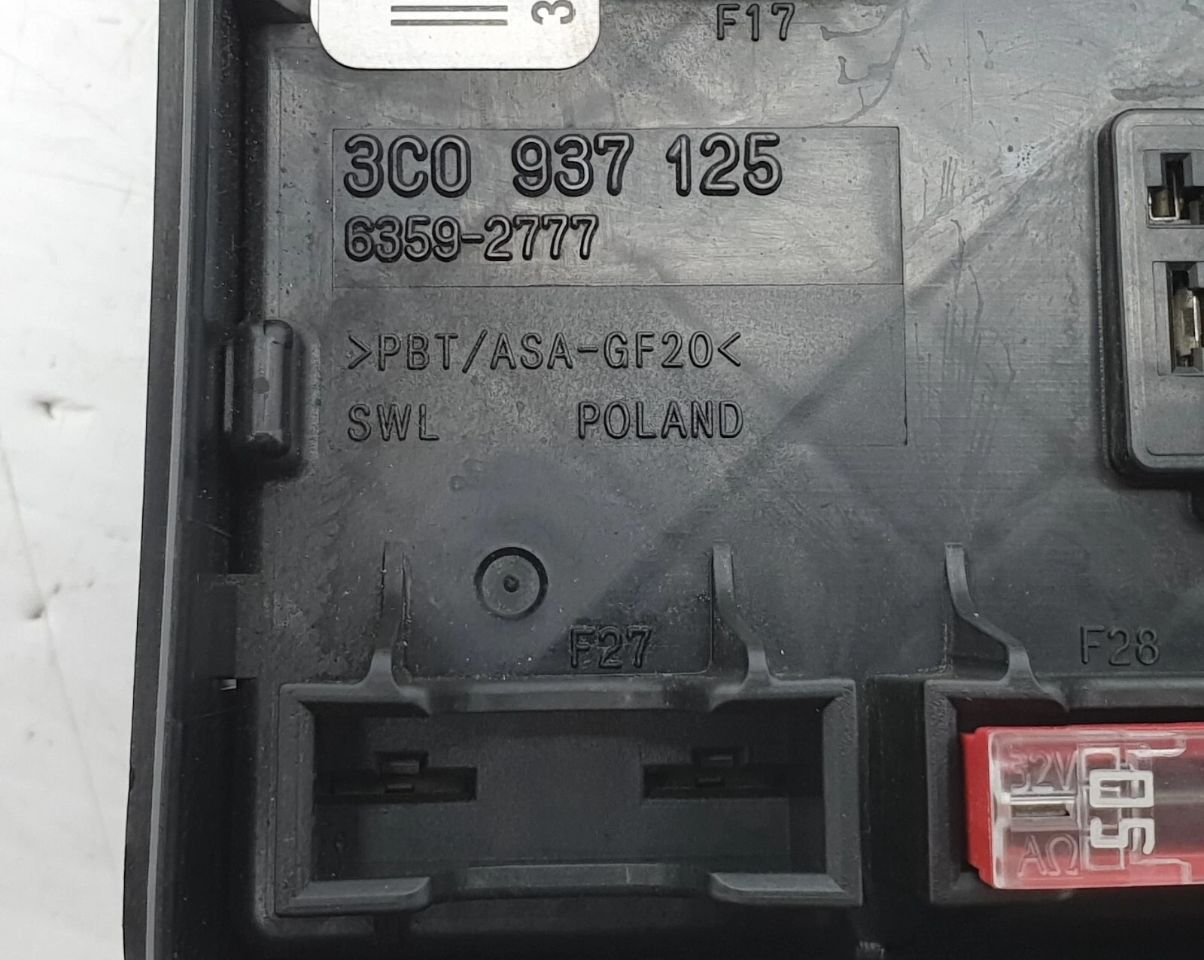 3
F17
3C0 937 125
6359-2777
>PBT/ASA-GF20<
SWL POLAND
F27
F28
32V
50